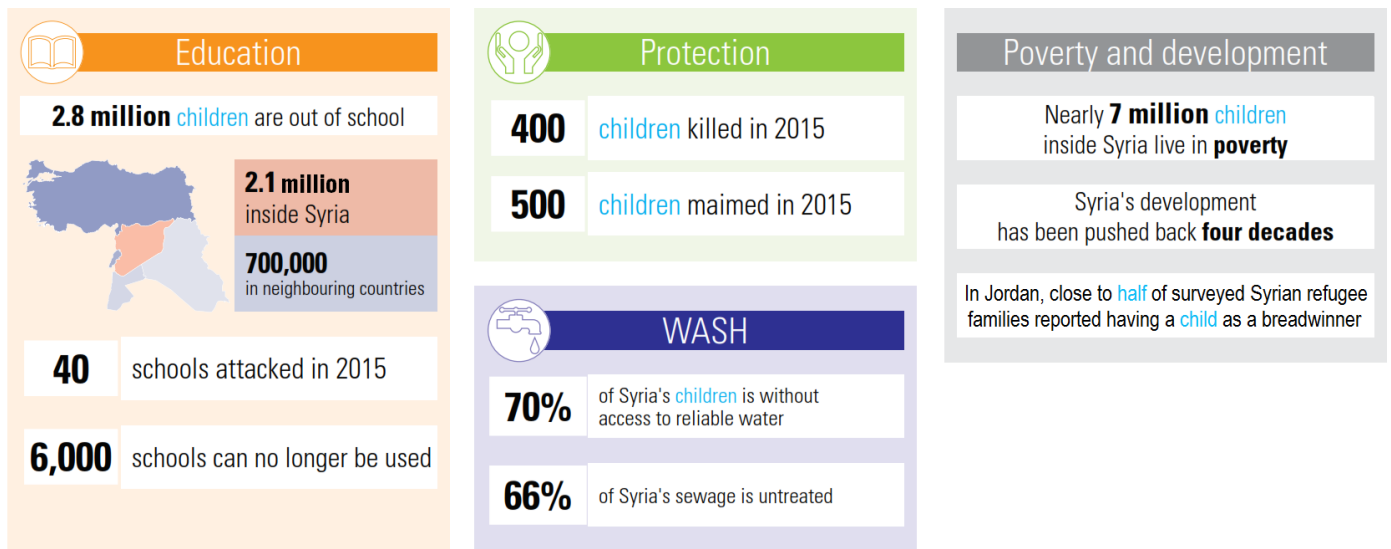 Education
2.8 million children are out of school
2.1 million
inside Syria
700,000
in neighbouring countries
40 schools attacked in 2015
6,000 schools can no longer be used
Protection
400 children killed in 2015
500 children maimed in 2015
WASH
70% of Syria's children is without
access to reliable water
66% of Syria's sewage is untreated
Poverty and development
Nearly 7 million children
inside Syria live in poverty
Syria's development
has been pushed back four decades
In Jordan, close to half of surveyed Syrian refugee
families reported having a child as a breadwinner